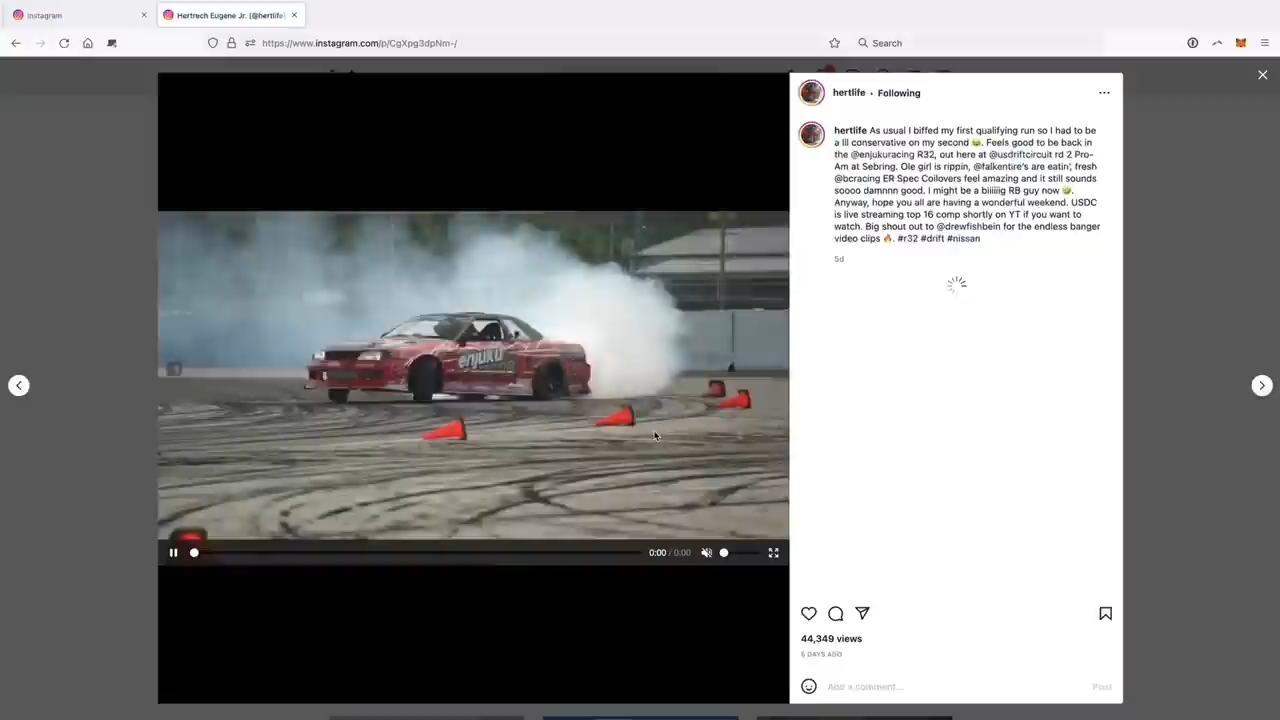 Instagram
Hertrech Eugene Jr. (@hertlife)
https://www.instagram.com/p/CgXpg3dpNm-/
Search
hertlife • Following
hertlife As usual I biffed my first qualifying run so I had to be
a lil conservative on my second 😂. Feels good to be back in
the @enjukuracing R32, out here at @usdriftcircuit rd 2 Pro-
Am at Sebring. Ole girl is rippin, @falkentire's are eatin', fresh
@bcracing ER Spec Coilovers feel amazing and it still sounds
soooo damnnn good. I might be a biiiiiig RB guy now 🤣.
Anyway, hope you all are having a wonderful weekend. USDC
is live streaming top 16 comp shortly on YT if you want to
watch. Big shout out to @drewfishbein for the endless banger
video clips 🔥. #r32 #drift #nissan
5d
enjuku
0:00 / 0:00
44,349 views
5 DAYS AGO
Add a comment...
Post